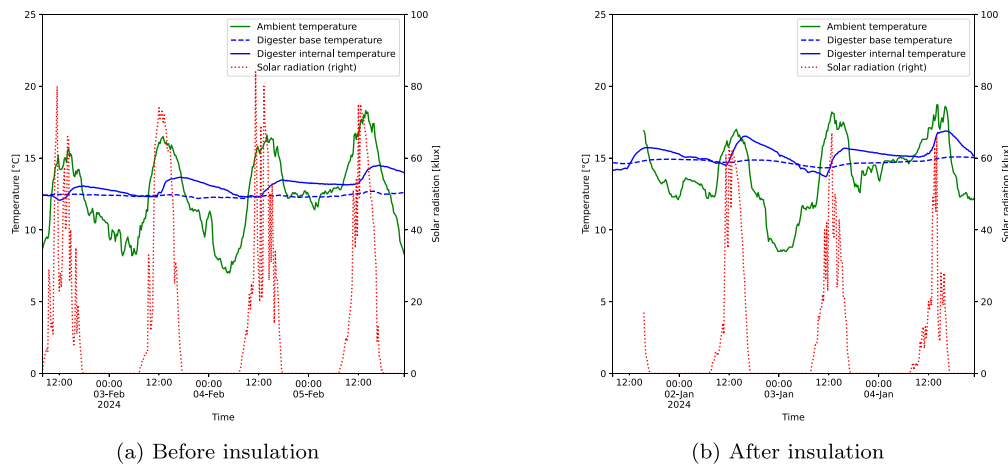 25
20
15
10
5
0
Temperature [°C]
100
80
60
40
20
0
Solar radiation [klux]
Ambient temperature
Digester base temperature
Digester internal temperature
Solar radiation (right)
12:00 00:00 12:00 00:00 12:00 00:00 12:00
03-Feb 04-Feb 05-Feb
2024
Time
(a) Before insulation
25
20
15
10
5
0
Temperature [°C]
100
80
60
40
20
0
Solar radiation [klux]
Ambient temperature
Digester base temperature
Digester internal temperature
Solar radiation (right)
12:00 00:00 12:00 00:00 12:00 00:00 12:00
02-Jan 03-Jan 04-Jan
2024
Time
(b) After insulation